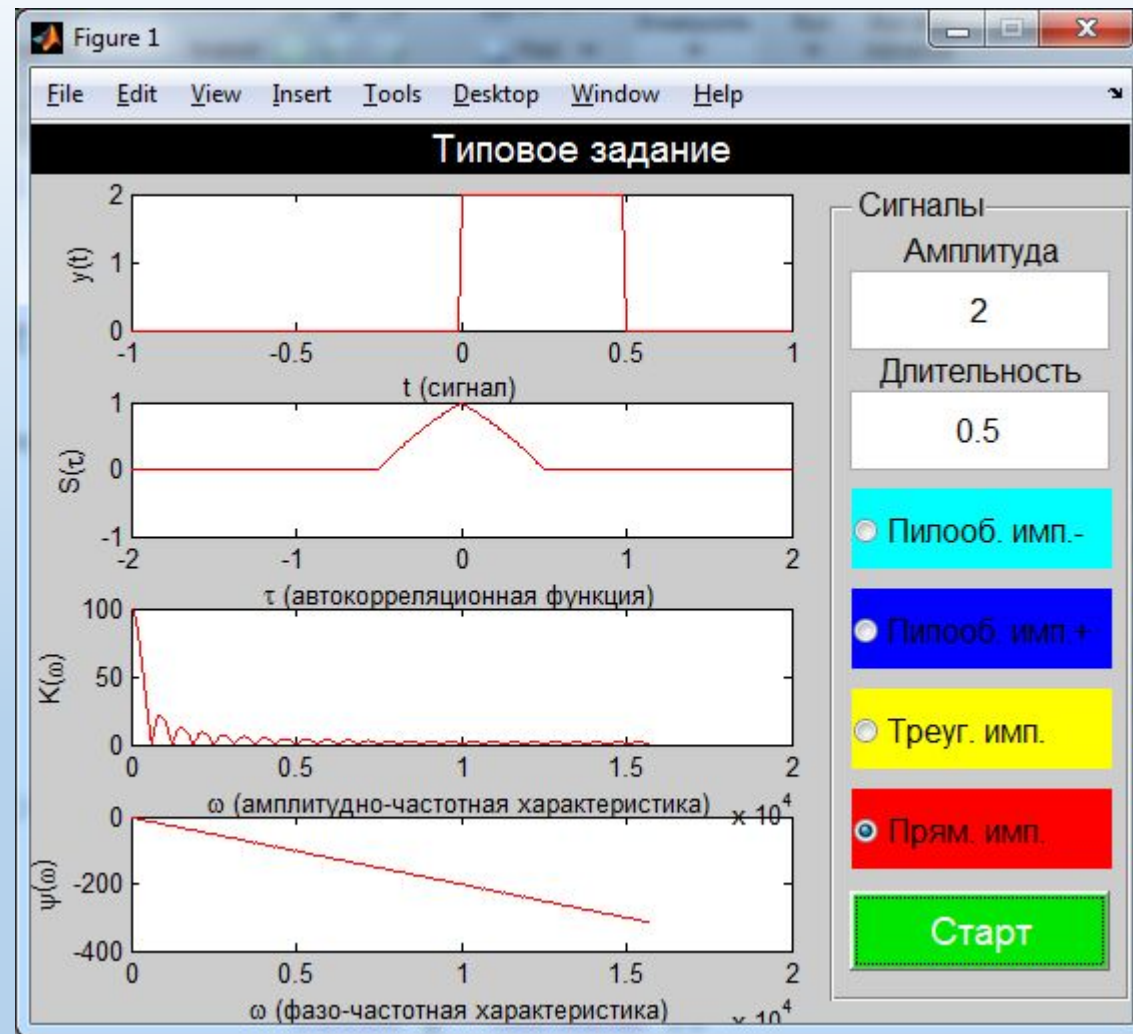 Figure 1
File Edit View Insert Tools Desktop Window Help
Типовое задание
2
1
0
y(t)
-1 -0.5 0 0.5 1
t (сигнал)
1
0
-1
S(τ)
-2 -1 0 1 2
τ (автокорреляционная функция)
100
50
0
K(ω)
0 0.5 1 1.5 2
ω (амплитудно-частотная характеристика)
x 10^4
0
-200
-400
ψ(ω)
0 0.5 1 1.5 2
ω (фазо-частотная характеристика)
x 10^4
Сигналы
Амплитуда
2
Длительность
0.5
Пилооб. имп.-
Пилооб. имп.+
Треуг. имп.
Прям. имп.
Старт